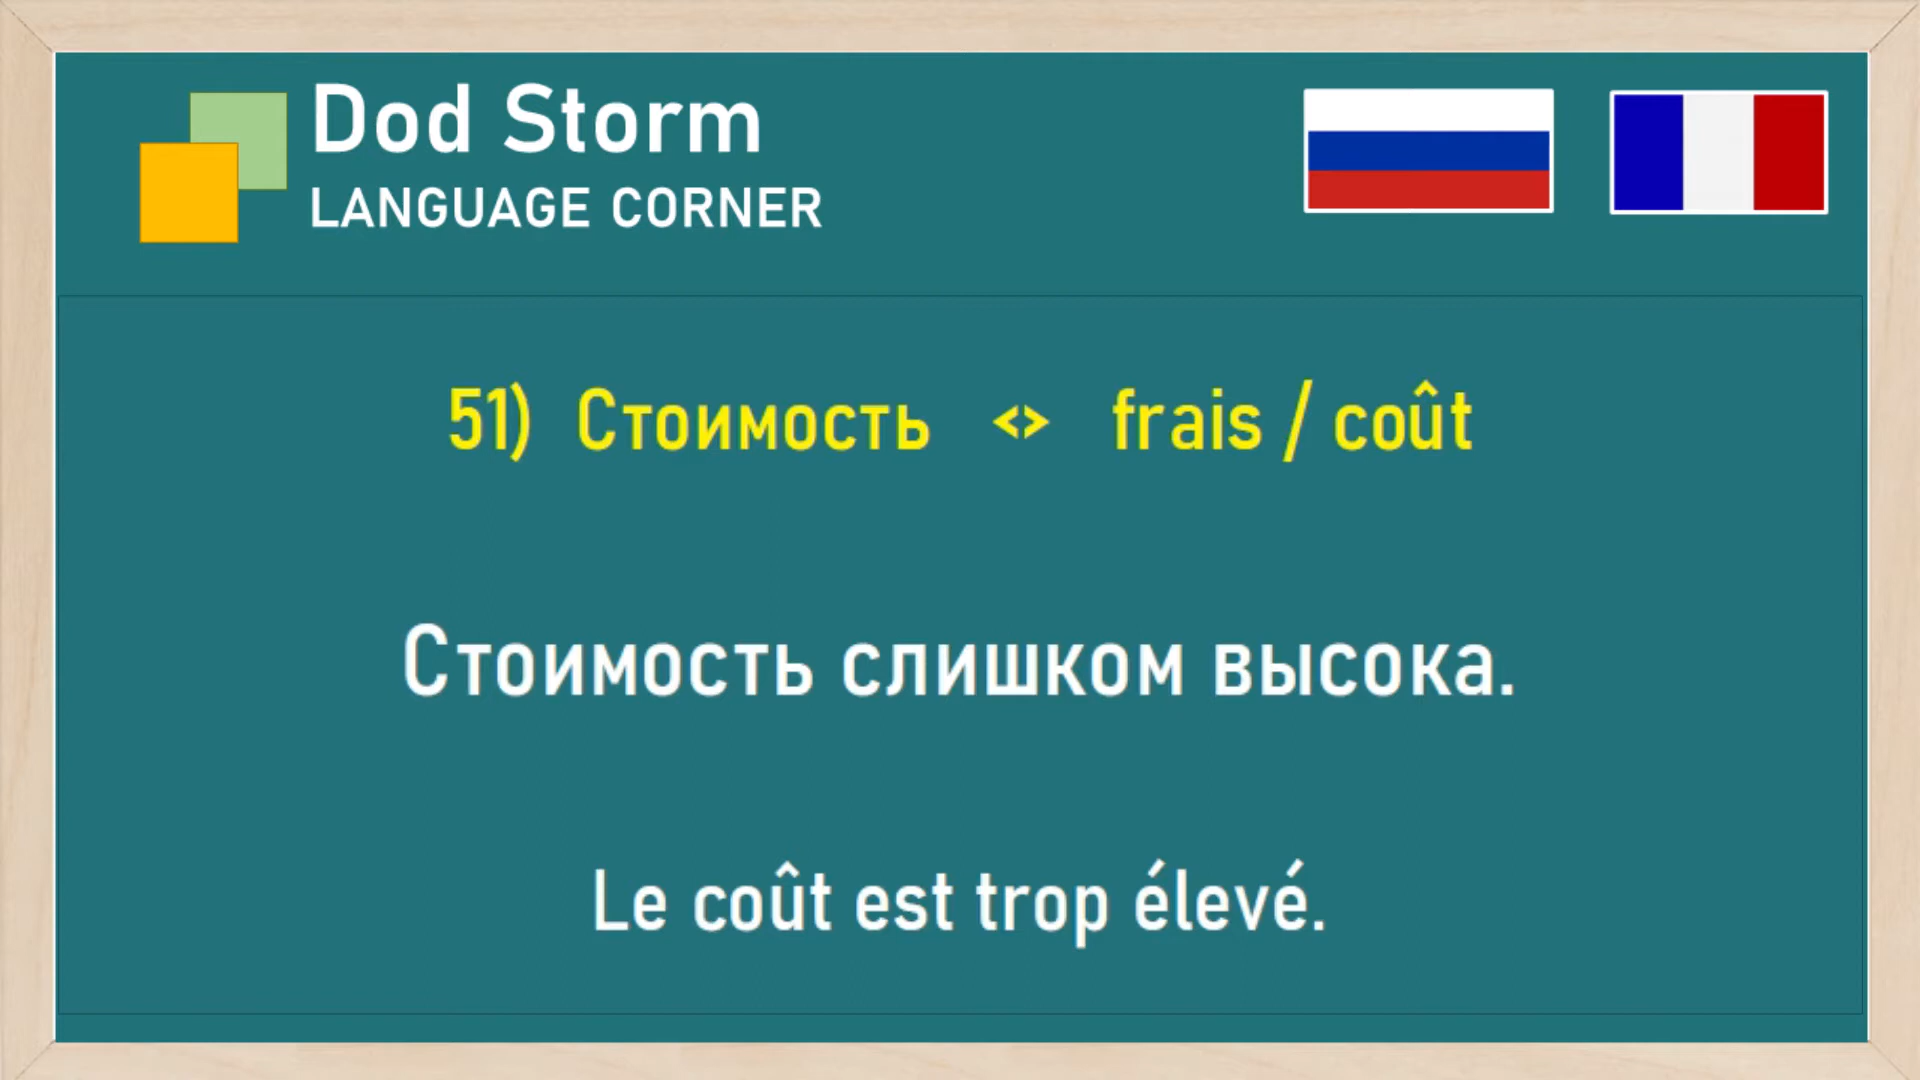 Dod Storm
LANGUAGE CORNER
51) Стоимость <> frais / coût
Стоимость слишком высока.
Le coût est trop élevé.